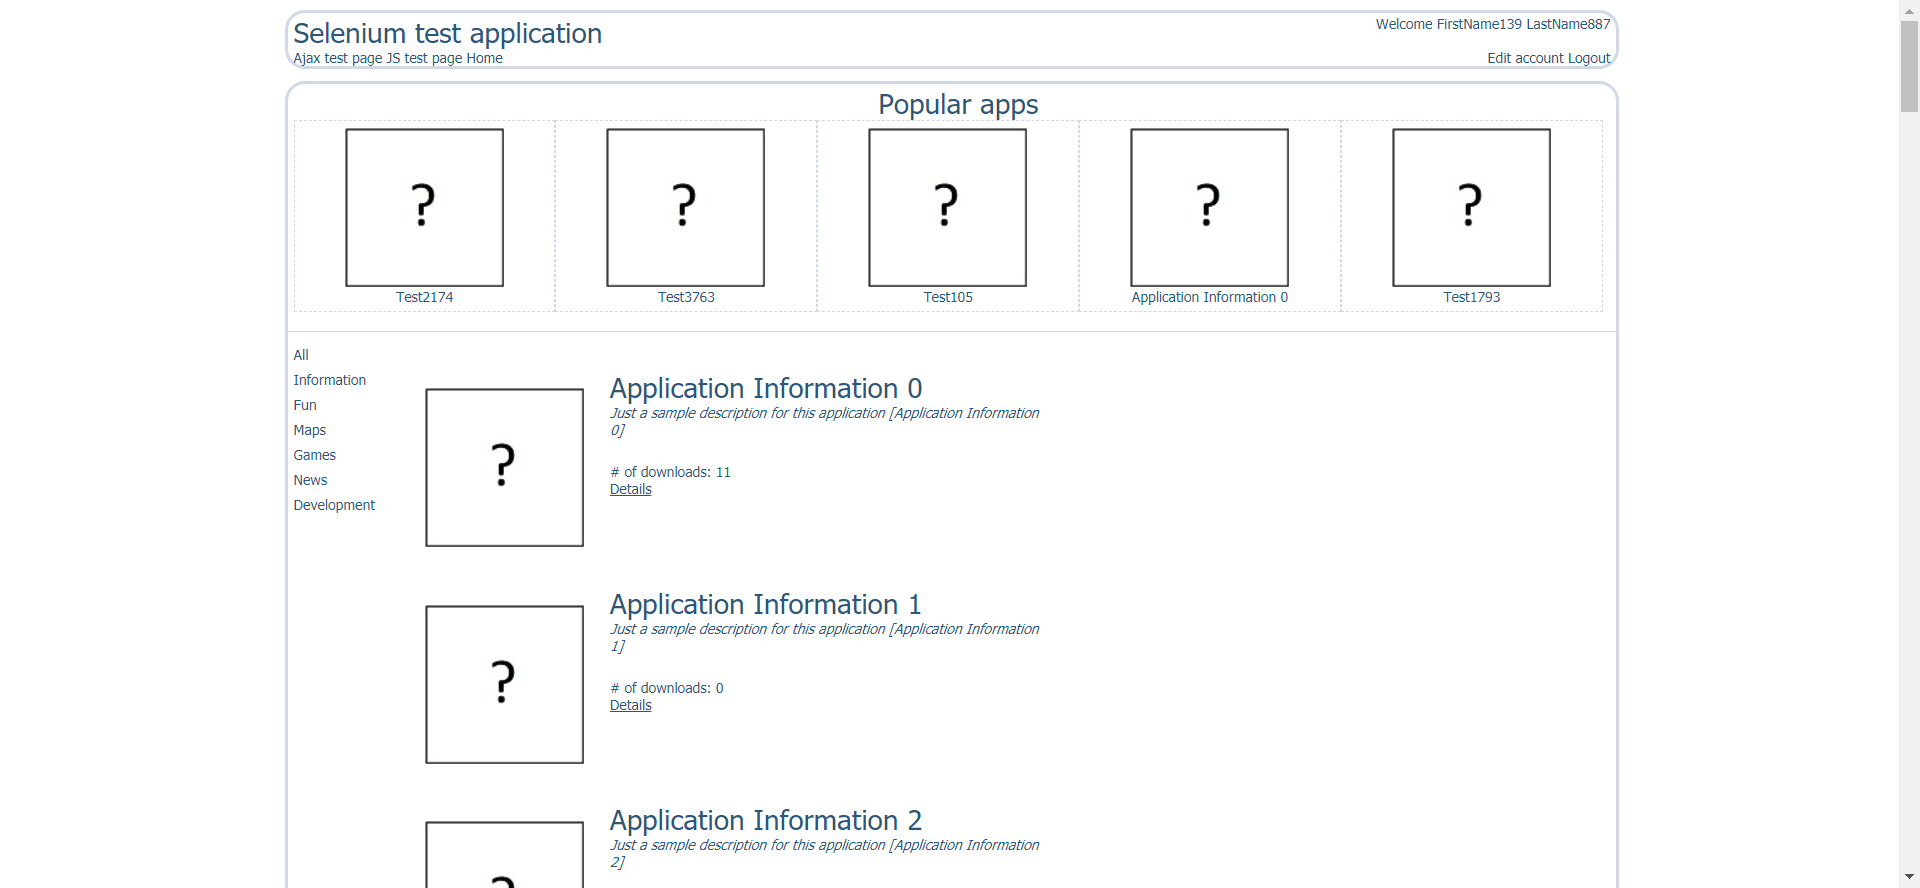 Selenium test application
Welcome FirstName139 LastName887
Ajax test page JS test page Home
Edit account Logout
Popular apps
?
?
?
?
?
Test2174
Test3763
Test105
Application Information 0
Test1793
All
Information
Fun
Maps
Games
News
Development
?
Application Information 0
Just a sample description for this application [Application Information
0]
# of downloads: 11
Details
?
Application Information 1
Just a sample description for this application [Application Information
1]
# of downloads: 0
Details
Application Information 2
Just a sample description for this application [Application Information
2]